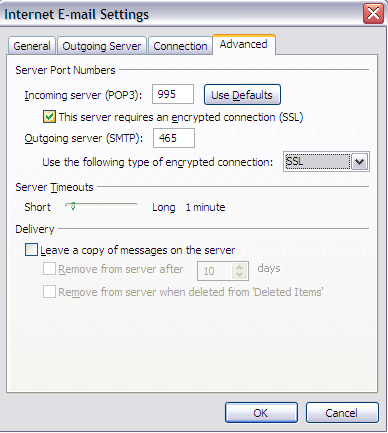 Internet E-mail Settings
General Outgoing Server Connection Advanced
Server Port Numbers
Incoming server (POP3): 995 Use Defaults
This server requires an encrypted connection (SSL)
Outgoing server (SMTP): 465
Use the following type of encrypted connection: SSL
Server Timeouts
Short Long 1 minute
Delivery
Leave a copy of messages on the server
Remove from server after 10 days
Remove from server when deleted from 'Deleted Items'
OK Cancel